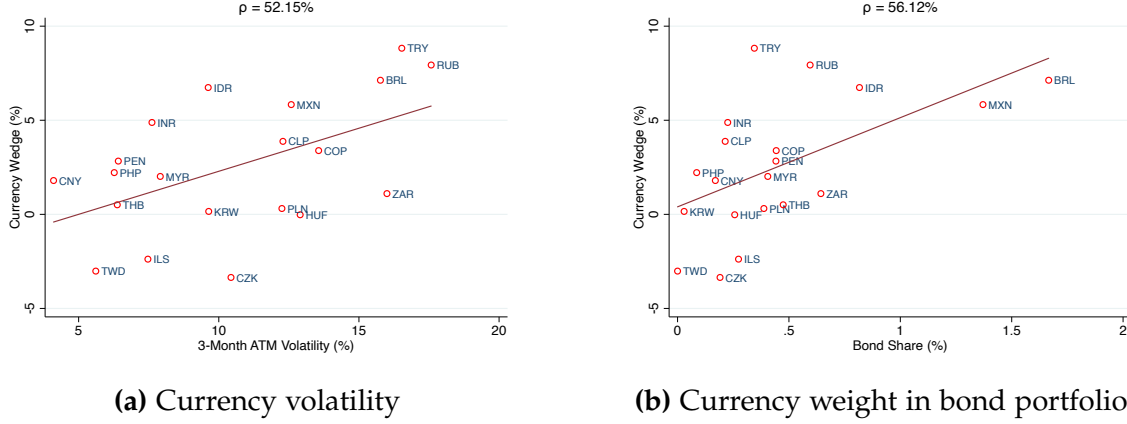 ρ = 52.15%
10
5
0
-5
Currency Wedge (%)
TRY
RUB
BRL
IDR
MXN
INR
CLP
COP
PEN
PHP
CNY
MYR
ZAR
THB
KRW
PLN
HUF
ILS
TWD
CZK
5
10
15
20
3-Month ATM Volatility (%)
(a) Currency volatility
ρ = 56.12%
10
5
0
-5
Currency Wedge (%)
TRY
RUB
BRL
IDR
MXN
INR
CLP
COP
PEN
PHP
CNY
MYR
ZAR
THB
KRW
PLN
HUF
ILS
TWD
CZK
0
.5
1
1.5
2
Bond Share (%)
(b) Currency weight in bond portfolio